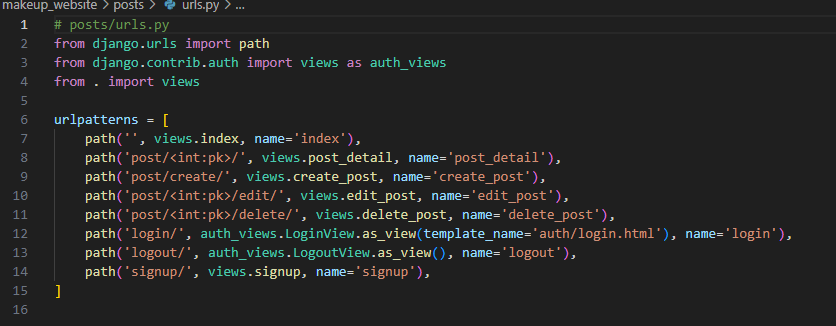 makeup_website > posts > urls.py > ...
1 # posts/urls.py
2 from django.urls import path
3 from django.contrib.auth import views as auth_views
4 from . import views
5
6 urlpatterns = [
7     path('', views.index, name='index'),
8     path('post/<int:pk>/', views.post_detail, name='post_detail'),
9     path('post/create/', views.create_post, name='create_post'),
10     path('post/<int:pk>/edit/', views.edit_post, name='edit_post'),
11     path('post/<int:pk>/delete/', views.delete_post, name='delete_post'),
12     path('login/', auth_views.LoginView.as_view(template_name='auth/login.html'), name='login'),
13     path('logout/', auth_views.LogoutView.as_view(), name='logout'),
14     path('signup/', views.signup, name='signup'),
15 ]
16